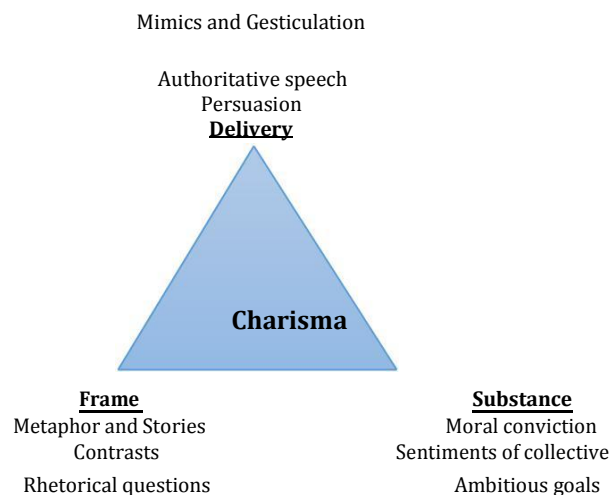 Mimics and Gesticulation
Authoritative speech
Persuasion
Delivery
Charisma
Frame
Metaphor and Stories
Contrasts
Rhetorical questions
Substance
Moral conviction
Sentiments of collective
Ambitious goals